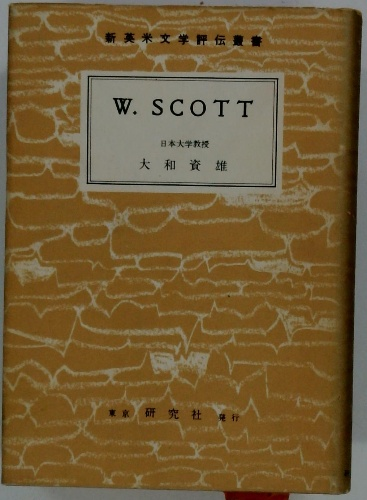 新英米文学評伝叢書
W. SCOTT
日本大学教授
大和資雄
東京 研究社 発行